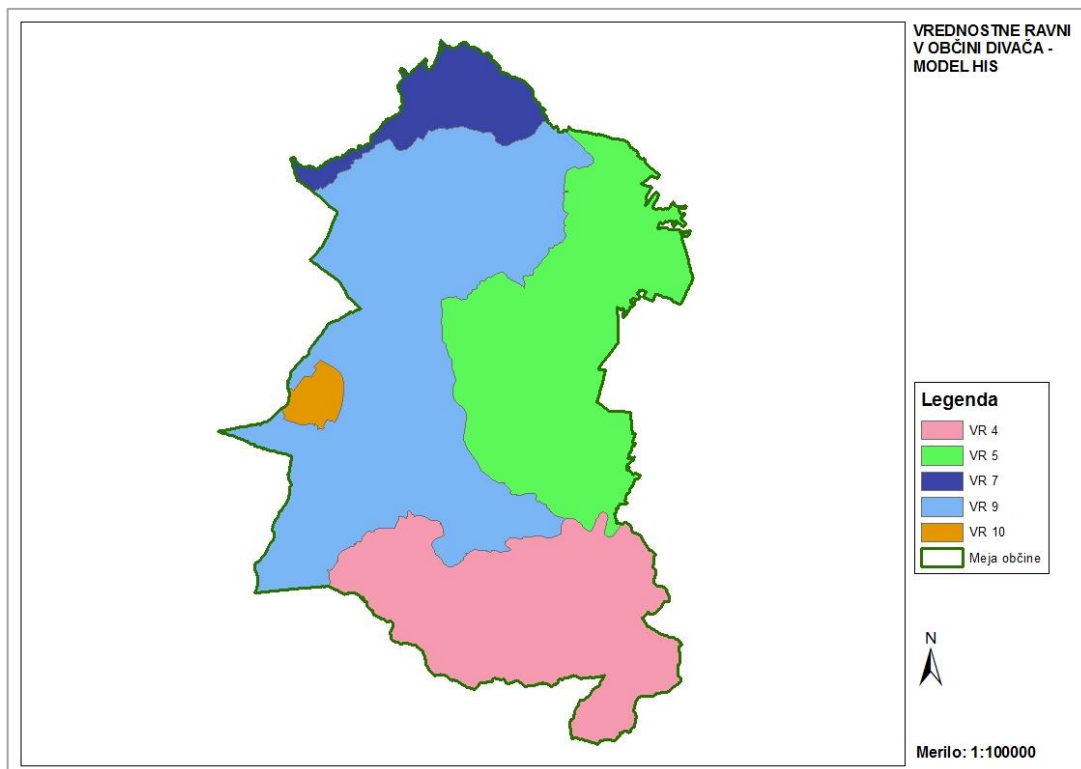 VREDNOSTNE RAVNI
V OBČINI DIVAČA -
MODEL HIS
Legenda
VR 4
VR 5
VR 7
VR 9
VR 10
Meja občine
N
Merilo: 1:100000